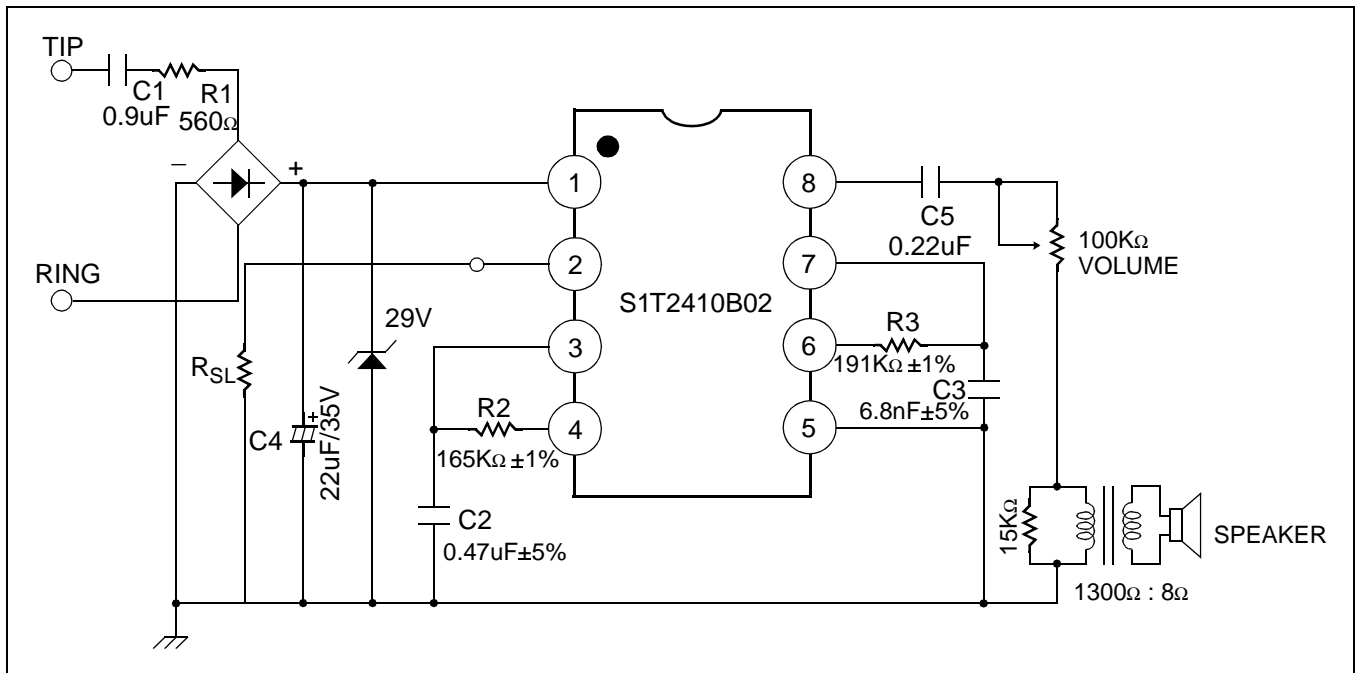 TIP
C1
0.9uF
R1
560Ω
–
+
RING
R_SL
C4
+
22uF/35V
29V
R2
165KΩ ±1%
C2
0.47uF±5%
1
2
3
4
S1T2410B02
8
7
6
5
C5
0.22uF
R3
191KΩ ±1%
C3
6.8nF±5%
100KΩ
VOLUME
15KΩ
SPEAKER
1300Ω : 8Ω